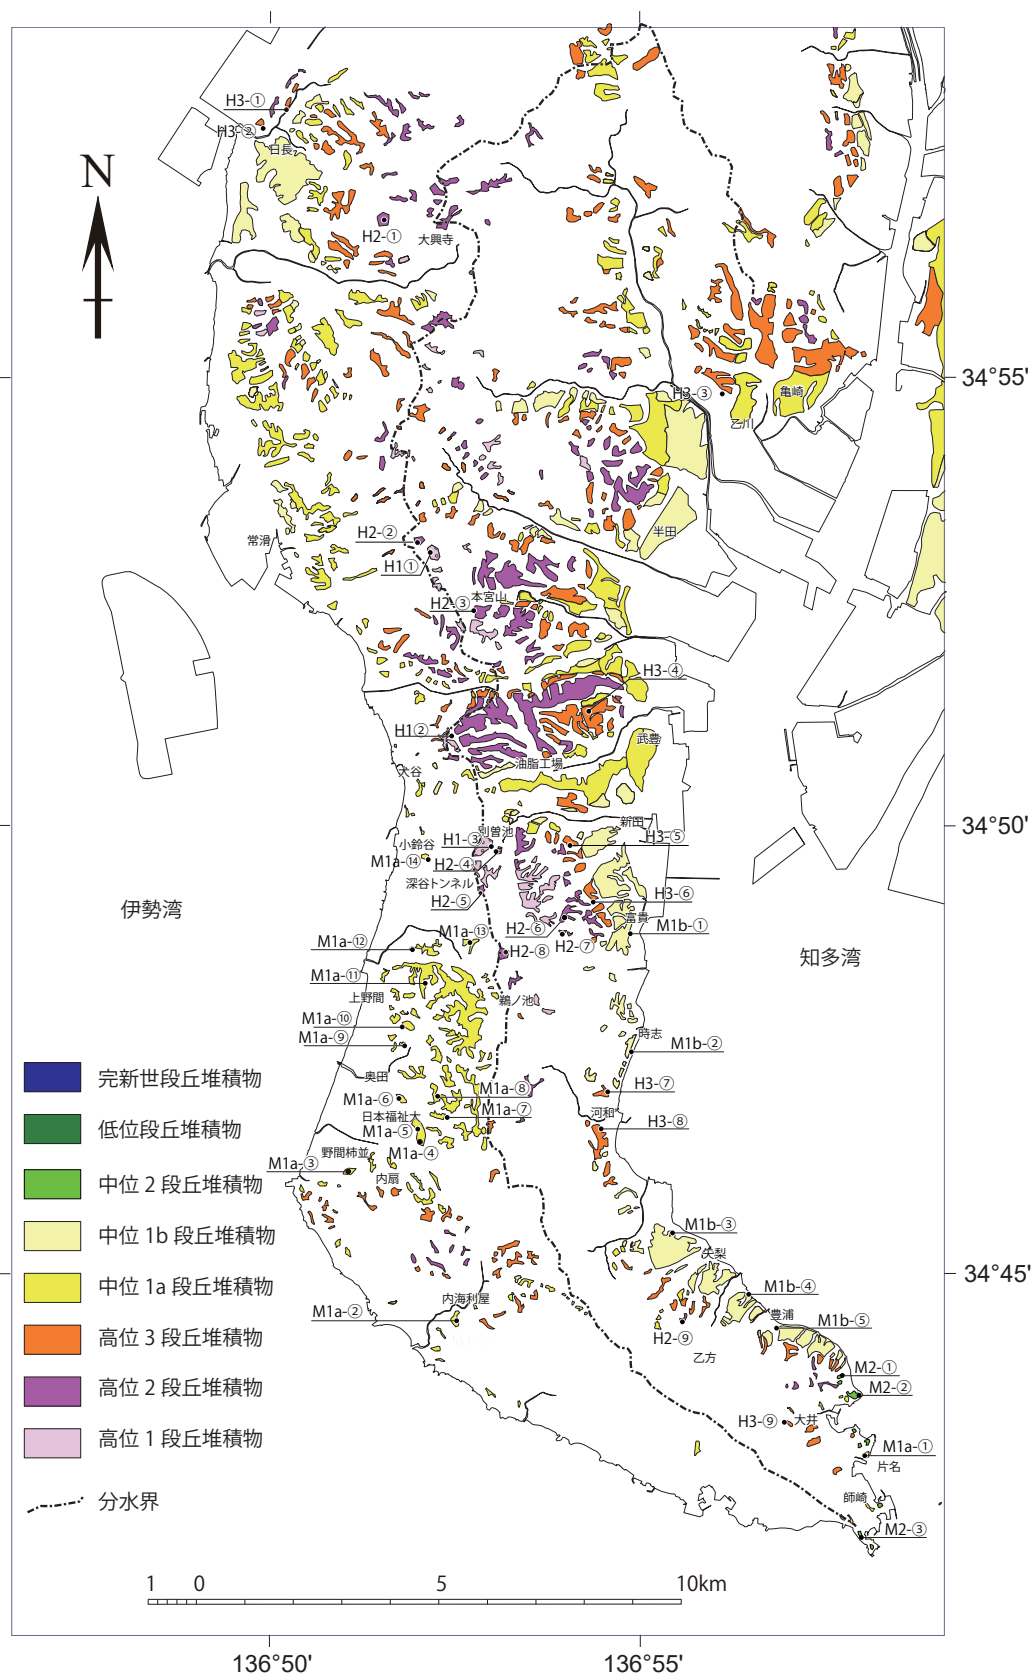 H3-①
H3-②
日長
N
H2-①
大興寺
34°55'
H3-③
亀崎
乙川
半田
常滑
H2-②
H1①
H2-③
本宮山
H3-④
H1②
武豊
油脂工場
大谷
34°50'
新田
別曽池
H1-③
H3-⑤
小鈴谷
M1a-⑭
H2-④
深谷トンネル
H2-⑤
H3-⑥
伊勢湾
富貴
H2-⑥
M1b-①
M1a-⑬
M1a-⑫
H2-⑦
H2-⑧
知多湾
M1a-⑪
上野間
鵜ノ池
M1a-⑩
M1a-⑨
時志
M1b-②
奥田
M1a-⑧
H3-⑦
M1a-⑥
M1a-⑦
日本福祉大
河和
M1a-⑤
H3-⑧
M1a-④
野間柿並
M1a-③
内扇
M1b-③
矢梨
34°45'
M1b-④
内海利屋
M1a-②
豊浦
M1b-⑤
H2-⑨
乙方
M2-①
M2-②
H3-⑨
大井
M1a-①
片名
師崎
M2-③
完新世段丘堆積物
低位段丘堆積物
中位 2 段丘堆積物
中位 1b 段丘堆積物
中位 1a 段丘堆積物
高位 3 段丘堆積物
高位 2 段丘堆積物
高位 1 段丘堆積物
分水界
1 0 5 10km
136°50' 136°55'